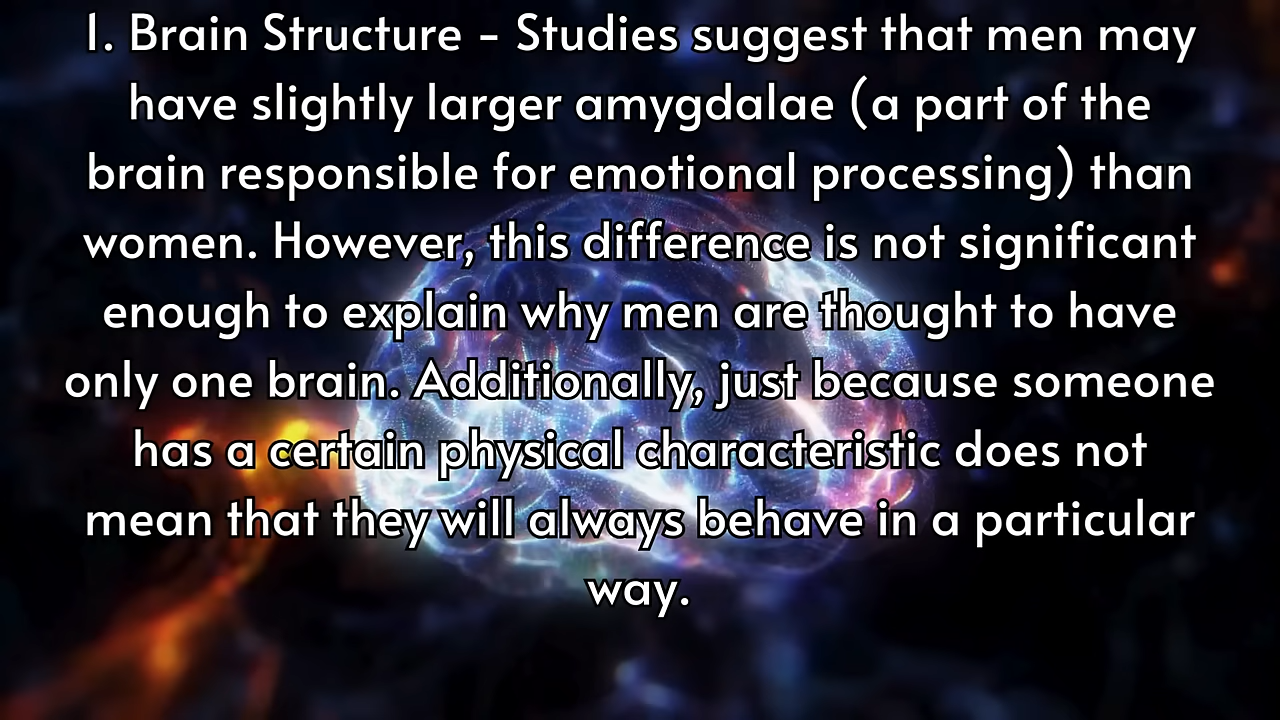 1. Brain Structure - Studies suggest that men may
have slightly larger amygdalae (a part of the
brain responsible for emotional processing) than
women. However, this difference is not significant
enough to explain why men are thought to have
only one brain. Additionally, just because someone
has a certain physical characteristic does not
mean that they will always behave in a particular
way.